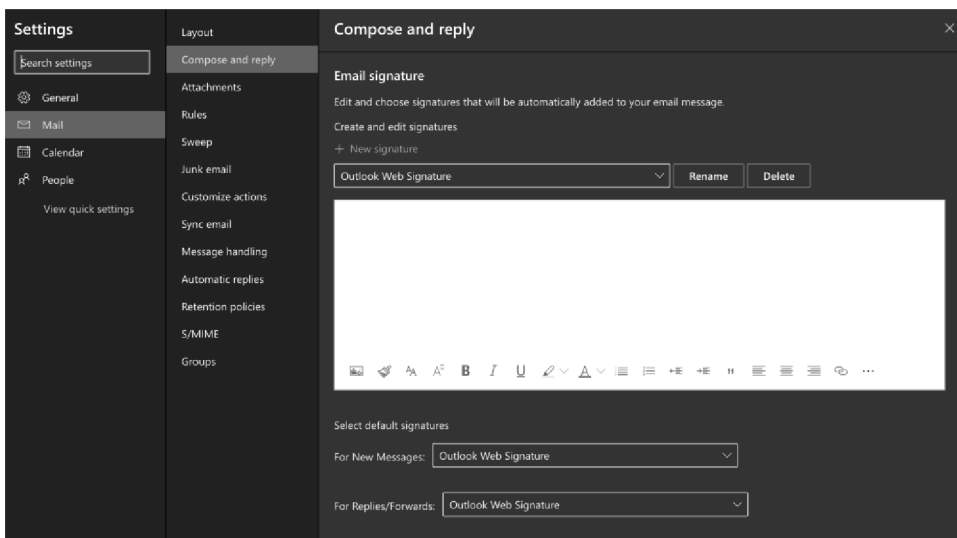 Settings
Search settings
General
Mail
Calendar
People
View quick settings
Layout
Compose and reply
Attachments
Rules
Sweep
Junk email
Customize actions
Sync email
Message handling
Automatic replies
Retention policies
S/MIME
Groups
Compose and reply
Email signature
Edit and choose signatures that will be automatically added to your email message.
Create and edit signatures
+ New signature
Outlook Web Signature
Rename
Delete
B I U A
Select default signatures
For New Messages: Outlook Web Signature
For Replies/Forwards: Outlook Web Signature